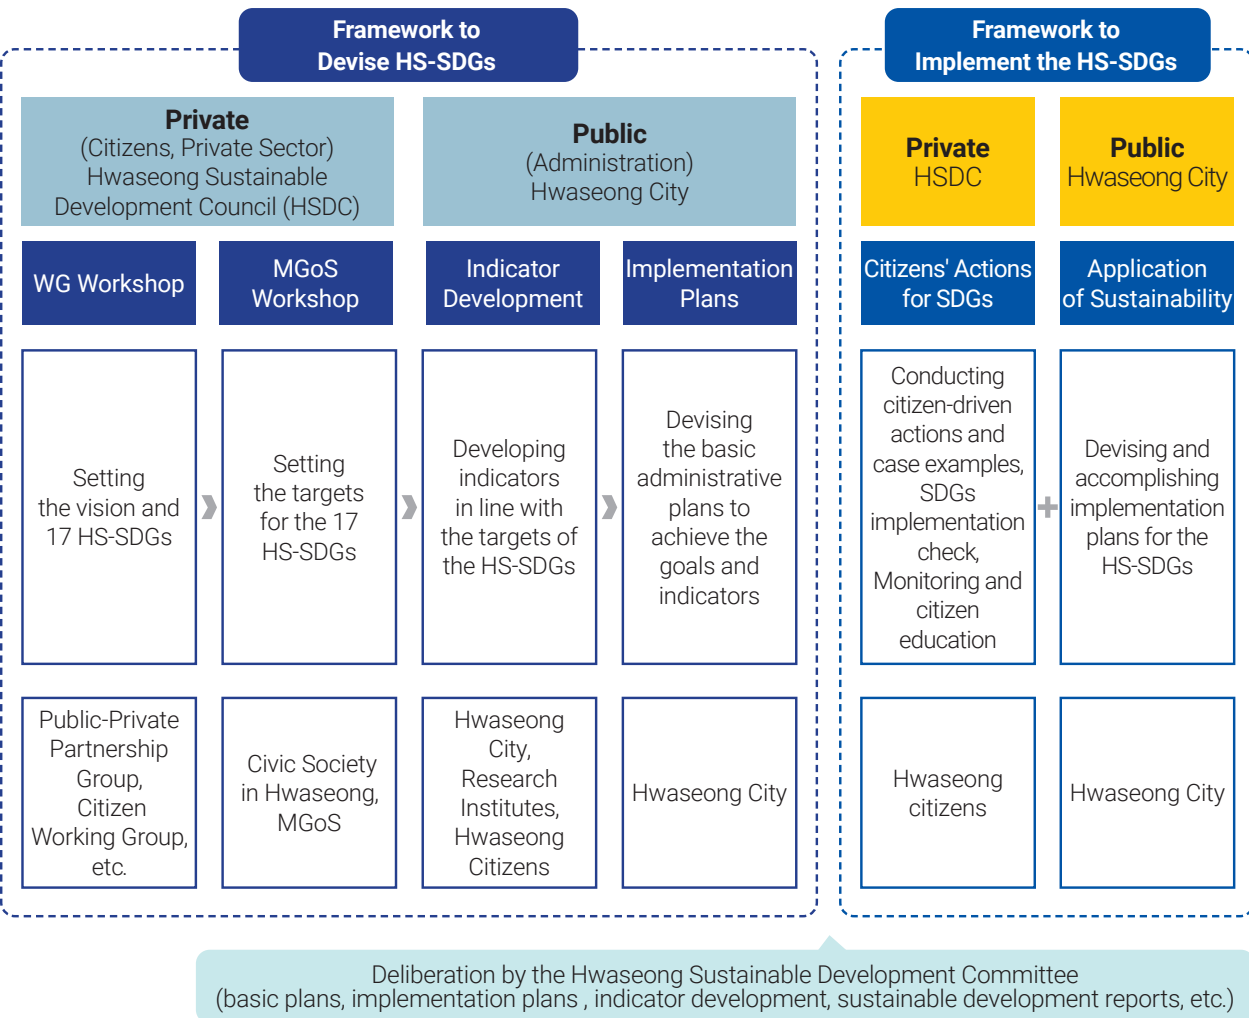 Framework to
Devise HS-SDGs
Framework to
Implement the HS-SDGs
Private
(Citizens, Private Sector)
Hwaseong Sustainable
Development Council (HSDC)
Public
(Administration)
Hwaseong City
Private
HSDC
Public
Hwaseong City
WG Workshop
MGoS
Workshop
Indicator
Development
Implementation
Plans
Citizens' Actions
for SDGs
Application
of Sustainability
Setting
the vision and
17 HS-SDGs
Setting
the targets
for the 17
HS-SDGs
Developing
indicators
in line with
the targets of
the HS-SDGs
Devising
the basic
administrative
plans to
achieve the
goals and
indicators
Conducting
citizen-driven
actions and
case examples,
SDGs
implementation
check,
Monitoring and
citizen
education
+
Devising and
accomplishing
implementation
plans for the
HS-SDGs
Public-Private
Partnership
Group,
Citizen
Working Group,
etc.
Civic Society
in Hwaseong,
MGoS
Hwaseong
City,
Research
Institutes,
Hwaseong
Citizens
Hwaseong City
Hwaseong
citizens
Hwaseong City
Deliberation by the Hwaseong Sustainable Development Committee
(basic plans, implementation plans , indicator development, sustainable development reports, etc.)